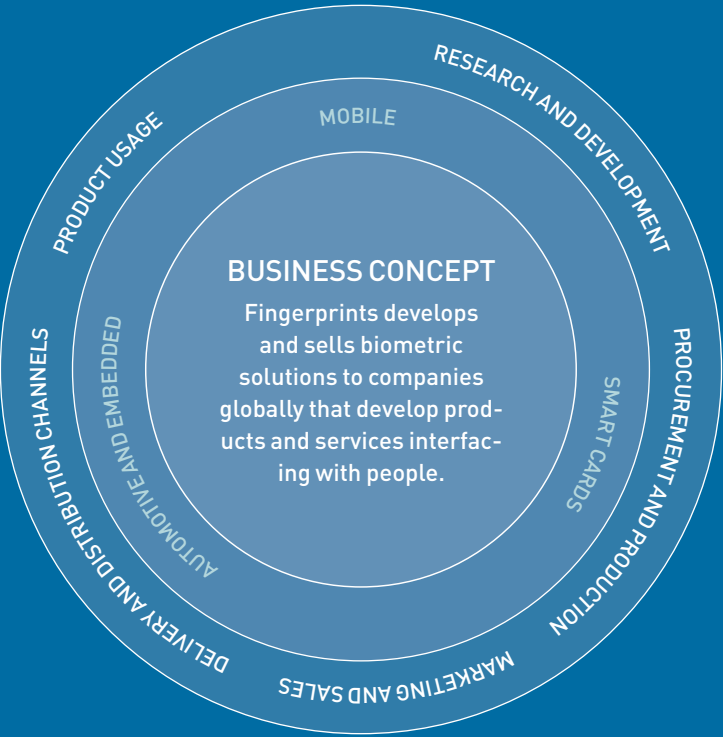 RESEARCH AND DEVELOPMENT
PROCUREMENT AND PRODUCTION
MARKETING AND SALES
DELIVERY AND DISTRIBUTION CHANNELS
PRODUCT USAGE
MOBILE
SMART CARDS
AUTOMOTIVE AND EMBEDDED
BUSINESS CONCEPT
Fingerprints develops
and sells biometric
solutions to companies
globally that develop prod-
ucts and services interfac-
ing with people.